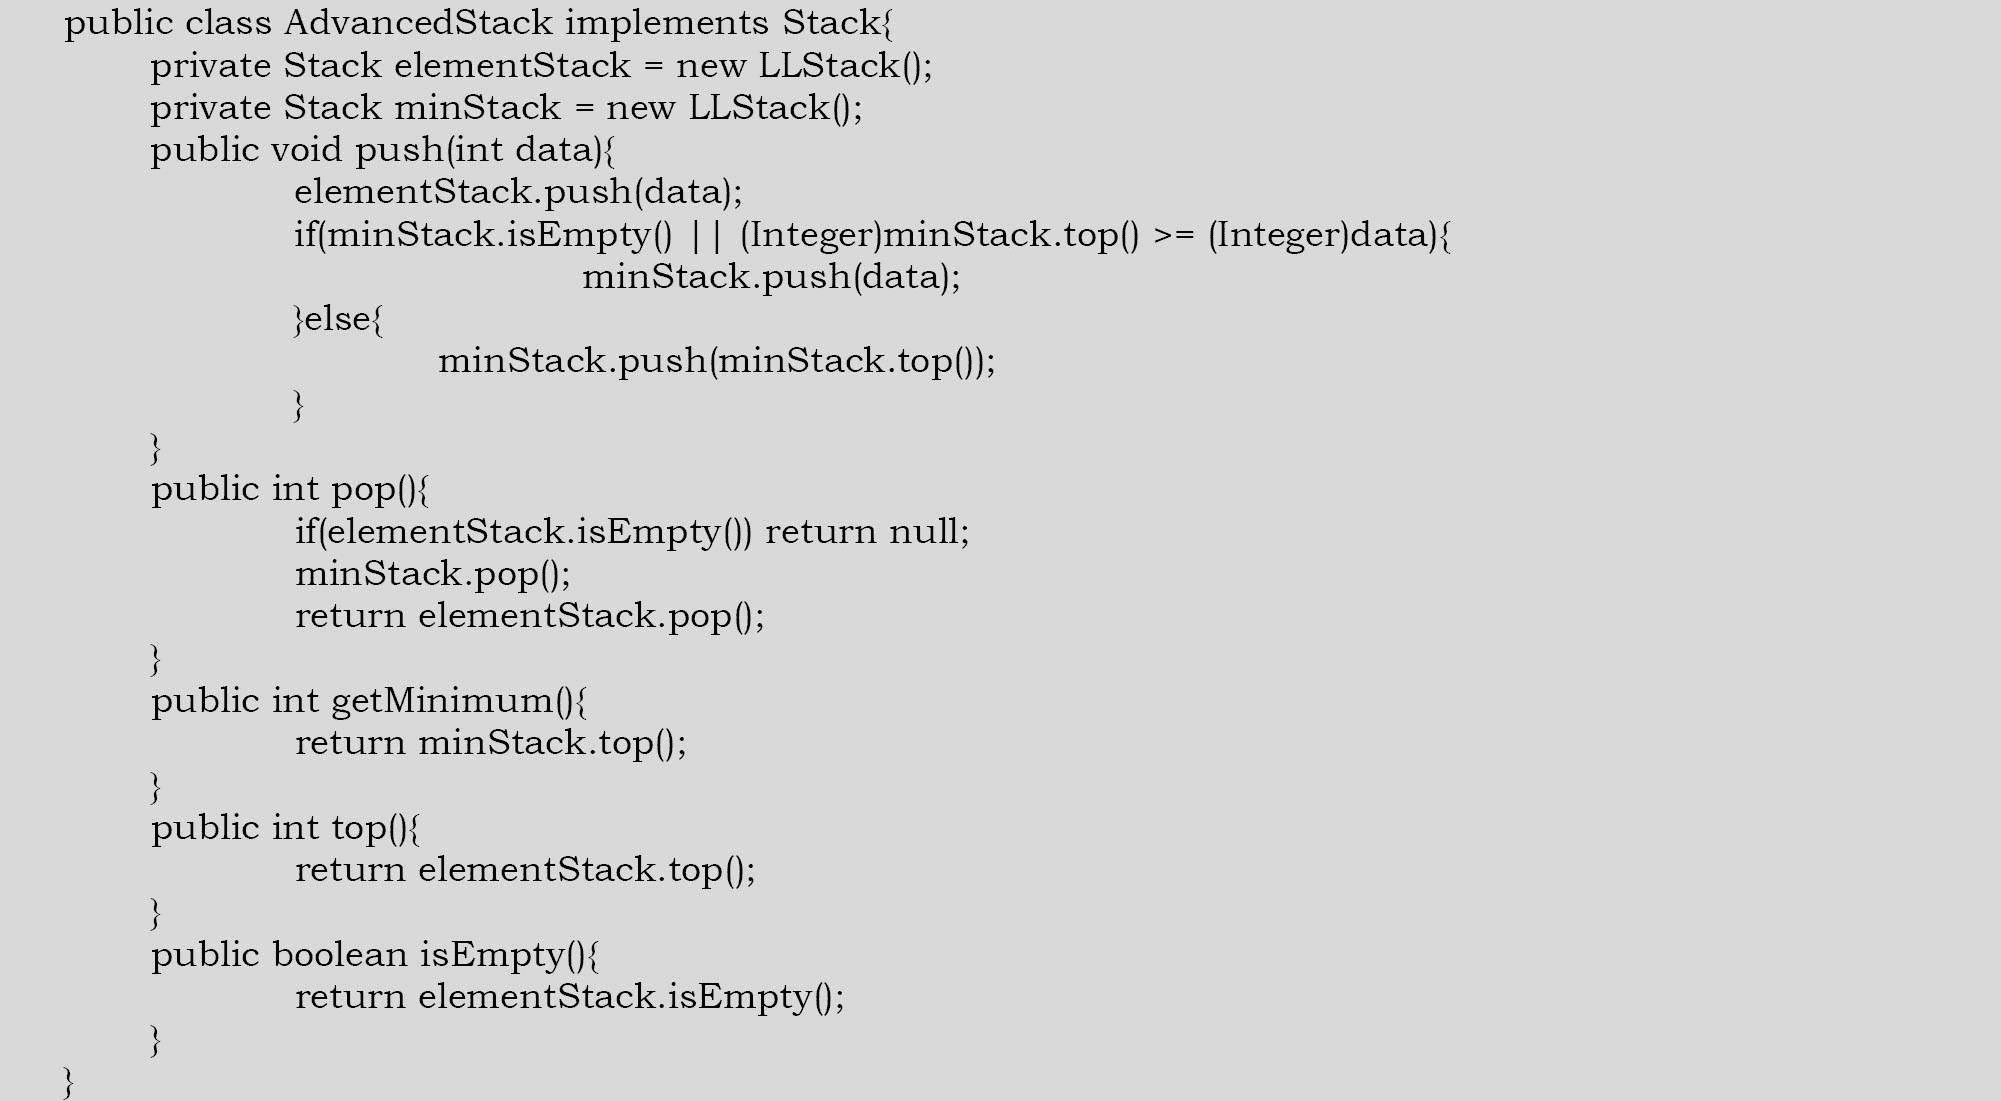 public class AdvancedStack implements Stack{
private Stack elementStack = new LLStack();
private Stack minStack = new LLStack();
public void push(int data){
elementStack.push(data);
if(minStack.isEmpty() || (Integer)minStack.top() >= (Integer)data){
minStack.push(data);
}else{
minStack.push(minStack.top());
}
}
public int pop(){
if(elementStack.isEmpty()) return null;
minStack.pop();
return elementStack.pop();
}
public int getMinimum(){
return minStack.top();
}
public int top(){
return elementStack.top();
}
public boolean isEmpty(){
return elementStack.isEmpty();
}
}